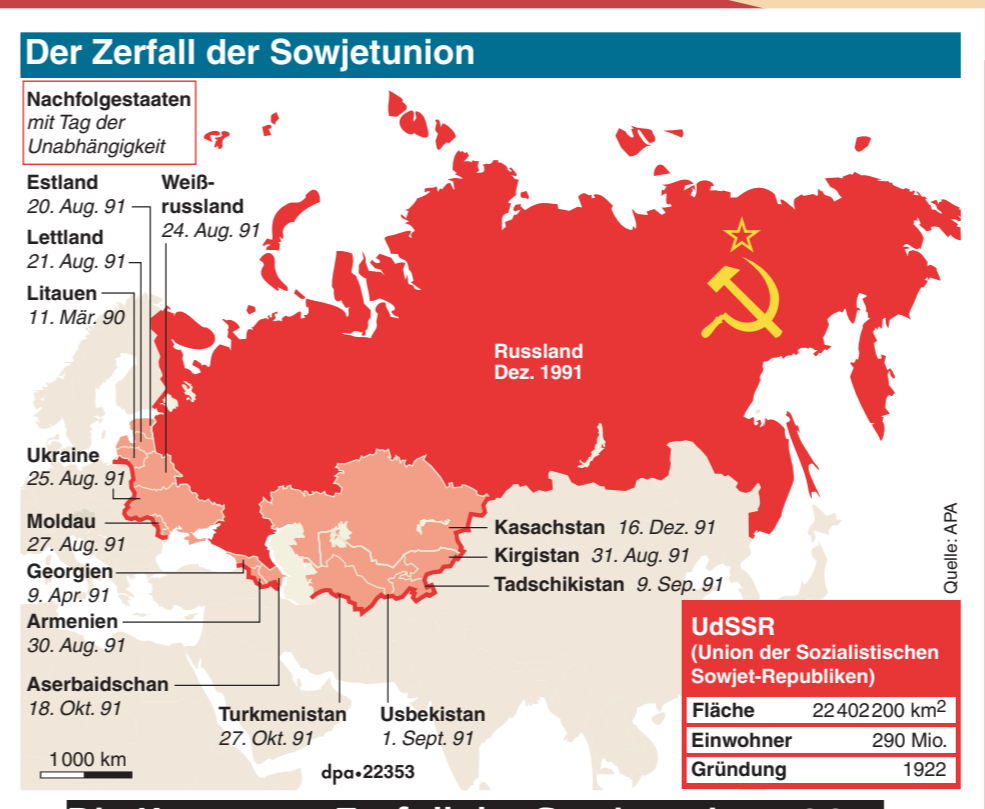 Der Zerfall der Sowjetunion
Nachfolgestaaten
mit Tag der
Unabhängigkeit
Estland
20. Aug. 91
Weiß-
russland
24. Aug. 91
Lettland
21. Aug. 91
Litauen
11. Mär. 90
Russland
Dez. 1991
Ukraine
25. Aug. 91
Moldau
27. Aug. 91
Georgien
9. Apr. 91
Armenien
30. Aug. 91
Aserbaidschan
18. Okt. 91
Turkmenistan
27. Okt. 91
Usbekistan
1. Sept. 91
Kasachstan 16. Dez. 91
Kirgistan 31. Aug. 91
Tadschikistan 9. Sep. 91
Quelle: APA
UdSSR
(Union der Sozialistischen
Sowjet-Republiken)
Fläche 22 402 200 km²
Einwohner 290 Mio.
Gründung 1922
1000 km
dpa•22353